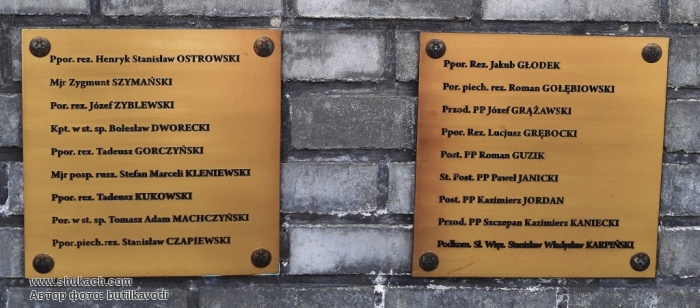 Ppor. rez. Henryk Stanisław OSTROWSKI
Mjr Zygmunt SZYMAŃSKI
Por. rez. Józef ZYBLEWSKI
Kpt. w st. sp. Bolesław DWORECKI
Ppor. rez. Tadeusz GORCZYŃSKI
Mjr posp. rusz. Stefan Marceli KLENIEWSKI
Ppor. rez. Tadeusz KUKOWSKI
Por. w st. sp. Tomasz Adam MACHCZYŃSKI
Ppor.piech.rez. Stanisław CZAPIEWSKI
Ppor. Rez. Jakub GŁODEK
Por. piech. rez. Roman GOŁĘBIOWSKI
Przod. PP Józef GRĄŻAWSKI
Ppor. Rez. Lucjusz GRĘBOCKI
Post. PP Roman GUZIK
St. Post. PP Paweł JANICKI
Post. PP Kazimierz JORDAN
Przod. PP Szczepan Kazimierz KANIECKI
Podkom. Sł. Więz. Stanisław Władysław KARPIŃSKI
www.shukach.com
Автор фото: butilkavodi